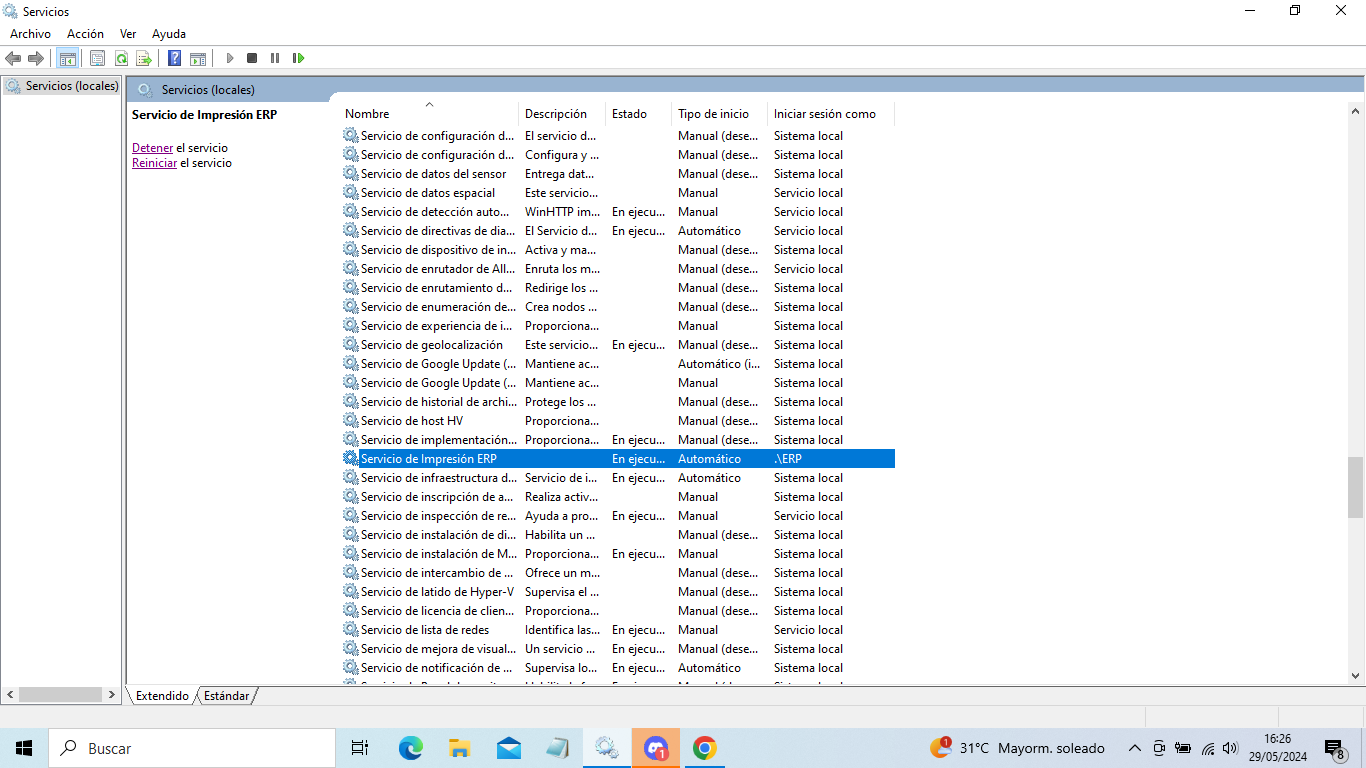 Servicios
Archivo Acción Ver Ayuda
Servicios (locales)
Servicios (locales)
Servicio de Impresión ERP
Detener el servicio
Reiniciar el servicio
Nombre Descripción Estado Tipo de inicio Iniciar sesión como
Servicio de configuración d... El servicio d... Manual (dese... Sistema local
Servicio de configuración d... Configura y ... Manual (dese... Sistema local
Servicio de datos del sensor Entrega dat... Manual (dese... Sistema local
Servicio de datos espacial Este servicio... Manual Servicio local
Servicio de detección auto... WinHTTP im... En ejecu... Manual Servicio local
Servicio de directivas de dia... El Servicio d... En ejecu... Automático Servicio local
Servicio de dispositivo de in... Activa y ma... Manual (dese... Sistema local
Servicio de enrutador de All... Enruta los m... Manual (dese... Servicio local
Servicio de enrutamiento d... Redirige los ... Manual (dese... Sistema local
Servicio de enumeración de... Crea nodos ... Manual (dese... Sistema local
Servicio de experiencia de i... Proporciona... Manual Sistema local
Servicio de geolocalización Este servicio... En ejecu... Manual (dese... Sistema local
Servicio de Google Update (... Mantiene ac... Automático (i... Sistema local
Servicio de Google Update (... Mantiene ac... Manual Sistema local
Servicio de historial de archi... Protege los ... Manual (dese... Sistema local
Servicio de host HV Proporciona... Manual (dese... Sistema local
Servicio de implementación... Proporciona... En ejecu... Manual (dese... Sistema local
Servicio de Impresión ERP En ejecu... Automático .\ERP
Servicio de infraestructura d... Servicio de i... En ejecu... Automático Sistema local
Servicio de inscripción de a... Realiza activ... Manual Sistema local
Servicio de inspección de re... Ayuda a pro... En ejecu... Manual Servicio local
Servicio de instalación de di... Habilita un ... Manual (dese... Sistema local
Servicio de instalación de M... Proporciona... En ejecu... Manual Sistema local
Servicio de intercambio de ... Ofrece un m... Manual (dese... Sistema local
Servicio de latido de Hyper-V Supervisa el ... Manual (dese... Sistema local
Servicio de licencia de clien... Proporciona... Manual (dese... Sistema local
Servicio de lista de redes Identifica las... En ejecu... Manual Servicio local
Servicio de mejora de visual... Un servicio ... En ejecu... Manual (dese... Sistema local
Servicio de notificación de ... Supervisa lo... En ejecu... Automático Sistema local
Extendido Estándar
Buscar
1
1
31°C Mayorm. soleado
16:26
29/05/2024
8